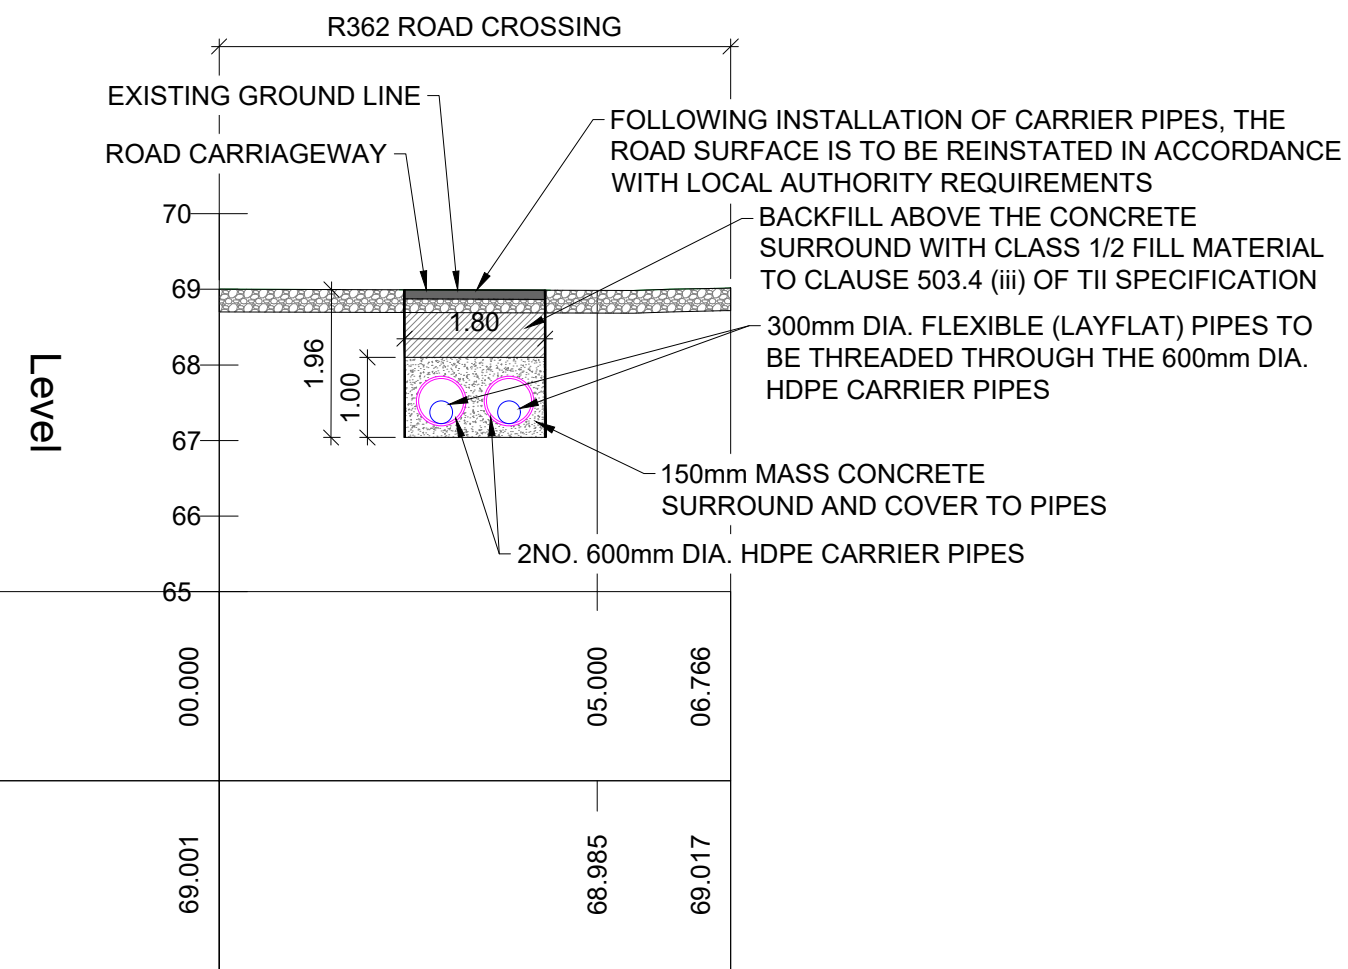 R362 ROAD CROSSING
EXISTING GROUND LINE
ROAD CARRIAGEWAY
FOLLOWING INSTALLATION OF CARRIER PIPES, THE
ROAD SURFACE IS TO BE REINSTATED IN ACCORDANCE
WITH LOCAL AUTHORITY REQUIREMENTS
BACKFILL ABOVE THE CONCRETE
SURROUND WITH CLASS 1/2 FILL MATERIAL
TO CLAUSE 503.4 (iii) OF TII SPECIFICATION
300mm DIA. FLEXIBLE (LAYFLAT) PIPES TO
BE THREADED THROUGH THE 600mm DIA.
HDPE CARRIER PIPES
150mm MASS CONCRETE
SURROUND AND COVER TO PIPES
2NO. 600mm DIA. HDPE CARRIER PIPES
Level
70
69
68
67
66
65
1.80
1.96
1.00
00.000
05.000
06.766
69.001
68.985
69.017